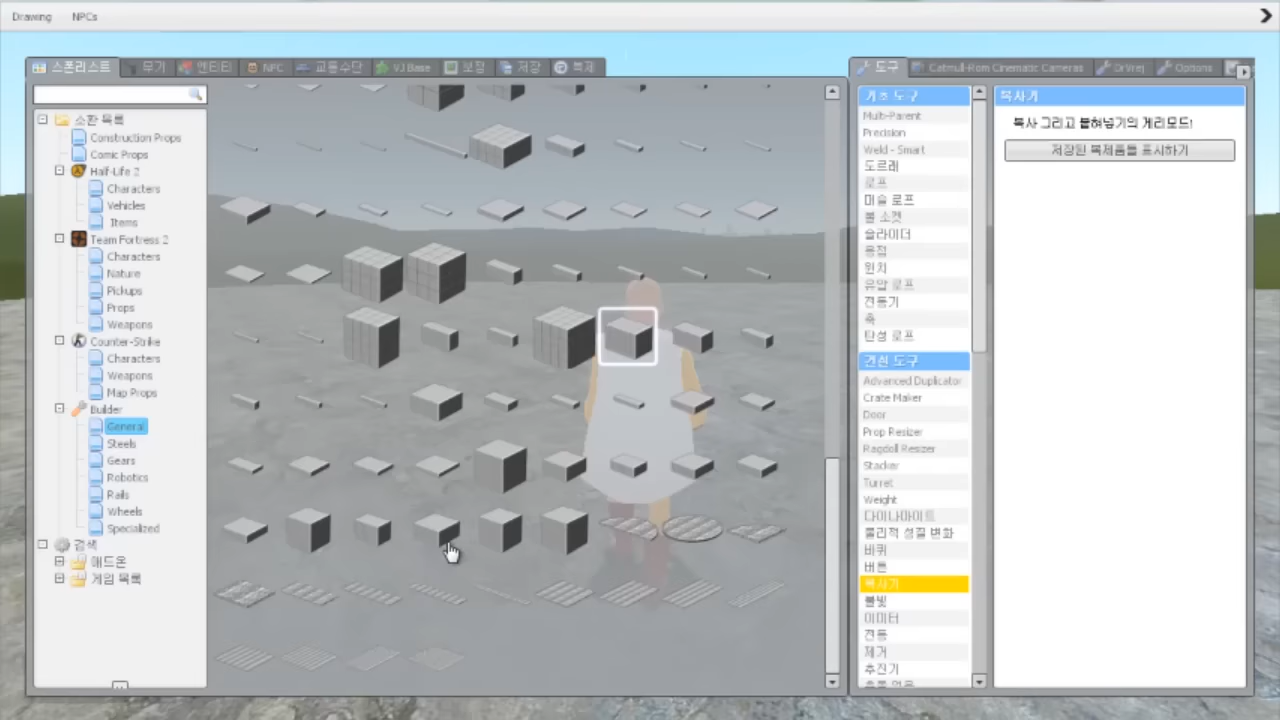 Drawing NPCs
스폰리스트 무기 엔티티 NPC 교통수단 VJ Base 보정 저장 복제
도구 Catmull-Rom Cinematic Cameras DrVrej Options
소환 목록
Construction Props
Comic Props
Half-Life 2
Characters
Vehicles
Items
Team Fortress 2
Characters
Nature
Pickups
Props
Weapons
Counter-Strike
Characters
Weapons
Map Props
Builder
General
Steels
Gears
Robotics
Rails
Wheels
Specialized
검색
애드온
게임 목록
기초 도구
Multi-Parent
Precision
Weld - Smart
도르래
로프
마술 로프
볼 소켓
슬라이더
용접
윈치
유압 로프
전동기
축
탄성 로프
건설 도구
Advanced Duplicator
Crate Maker
Door
Prop Resizer
Ragdoll Resizer
Stacker
Turret
Weight
다이나마이트
물리적 성질 변화
바퀴
버튼
복사기
불빛
이미터
전등
제거
추진기
복사기
복사 그리고 붙여넣기의 게리모드!
저장된 복제품들 표시하기